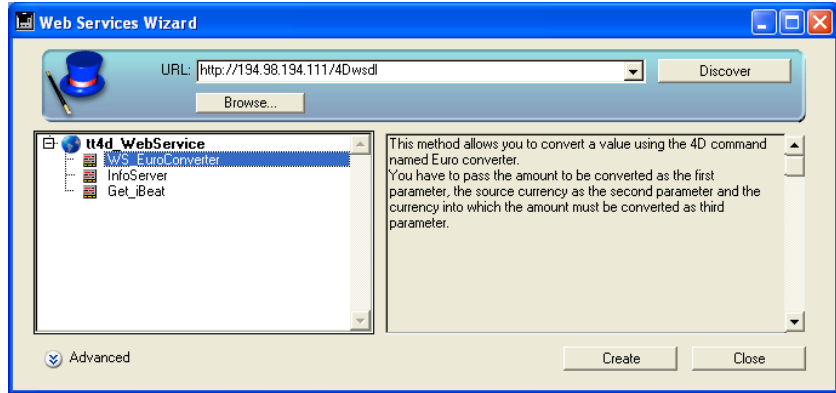 Web Services Wizard
URL: http://194.98.194.111/4Dwsdl
Discover
Browse...
tt4d_WebService
WS_EuroConverter
InfoServer
Get_iBeat
This method allows you to convert a value using the 4D command
named Euro converter.
You have to pass the amount to be converted as the first
parameter, the source currency as the second parameter and the
currency into which the amount must be converted as third
parameter.
Advanced
Create
Close